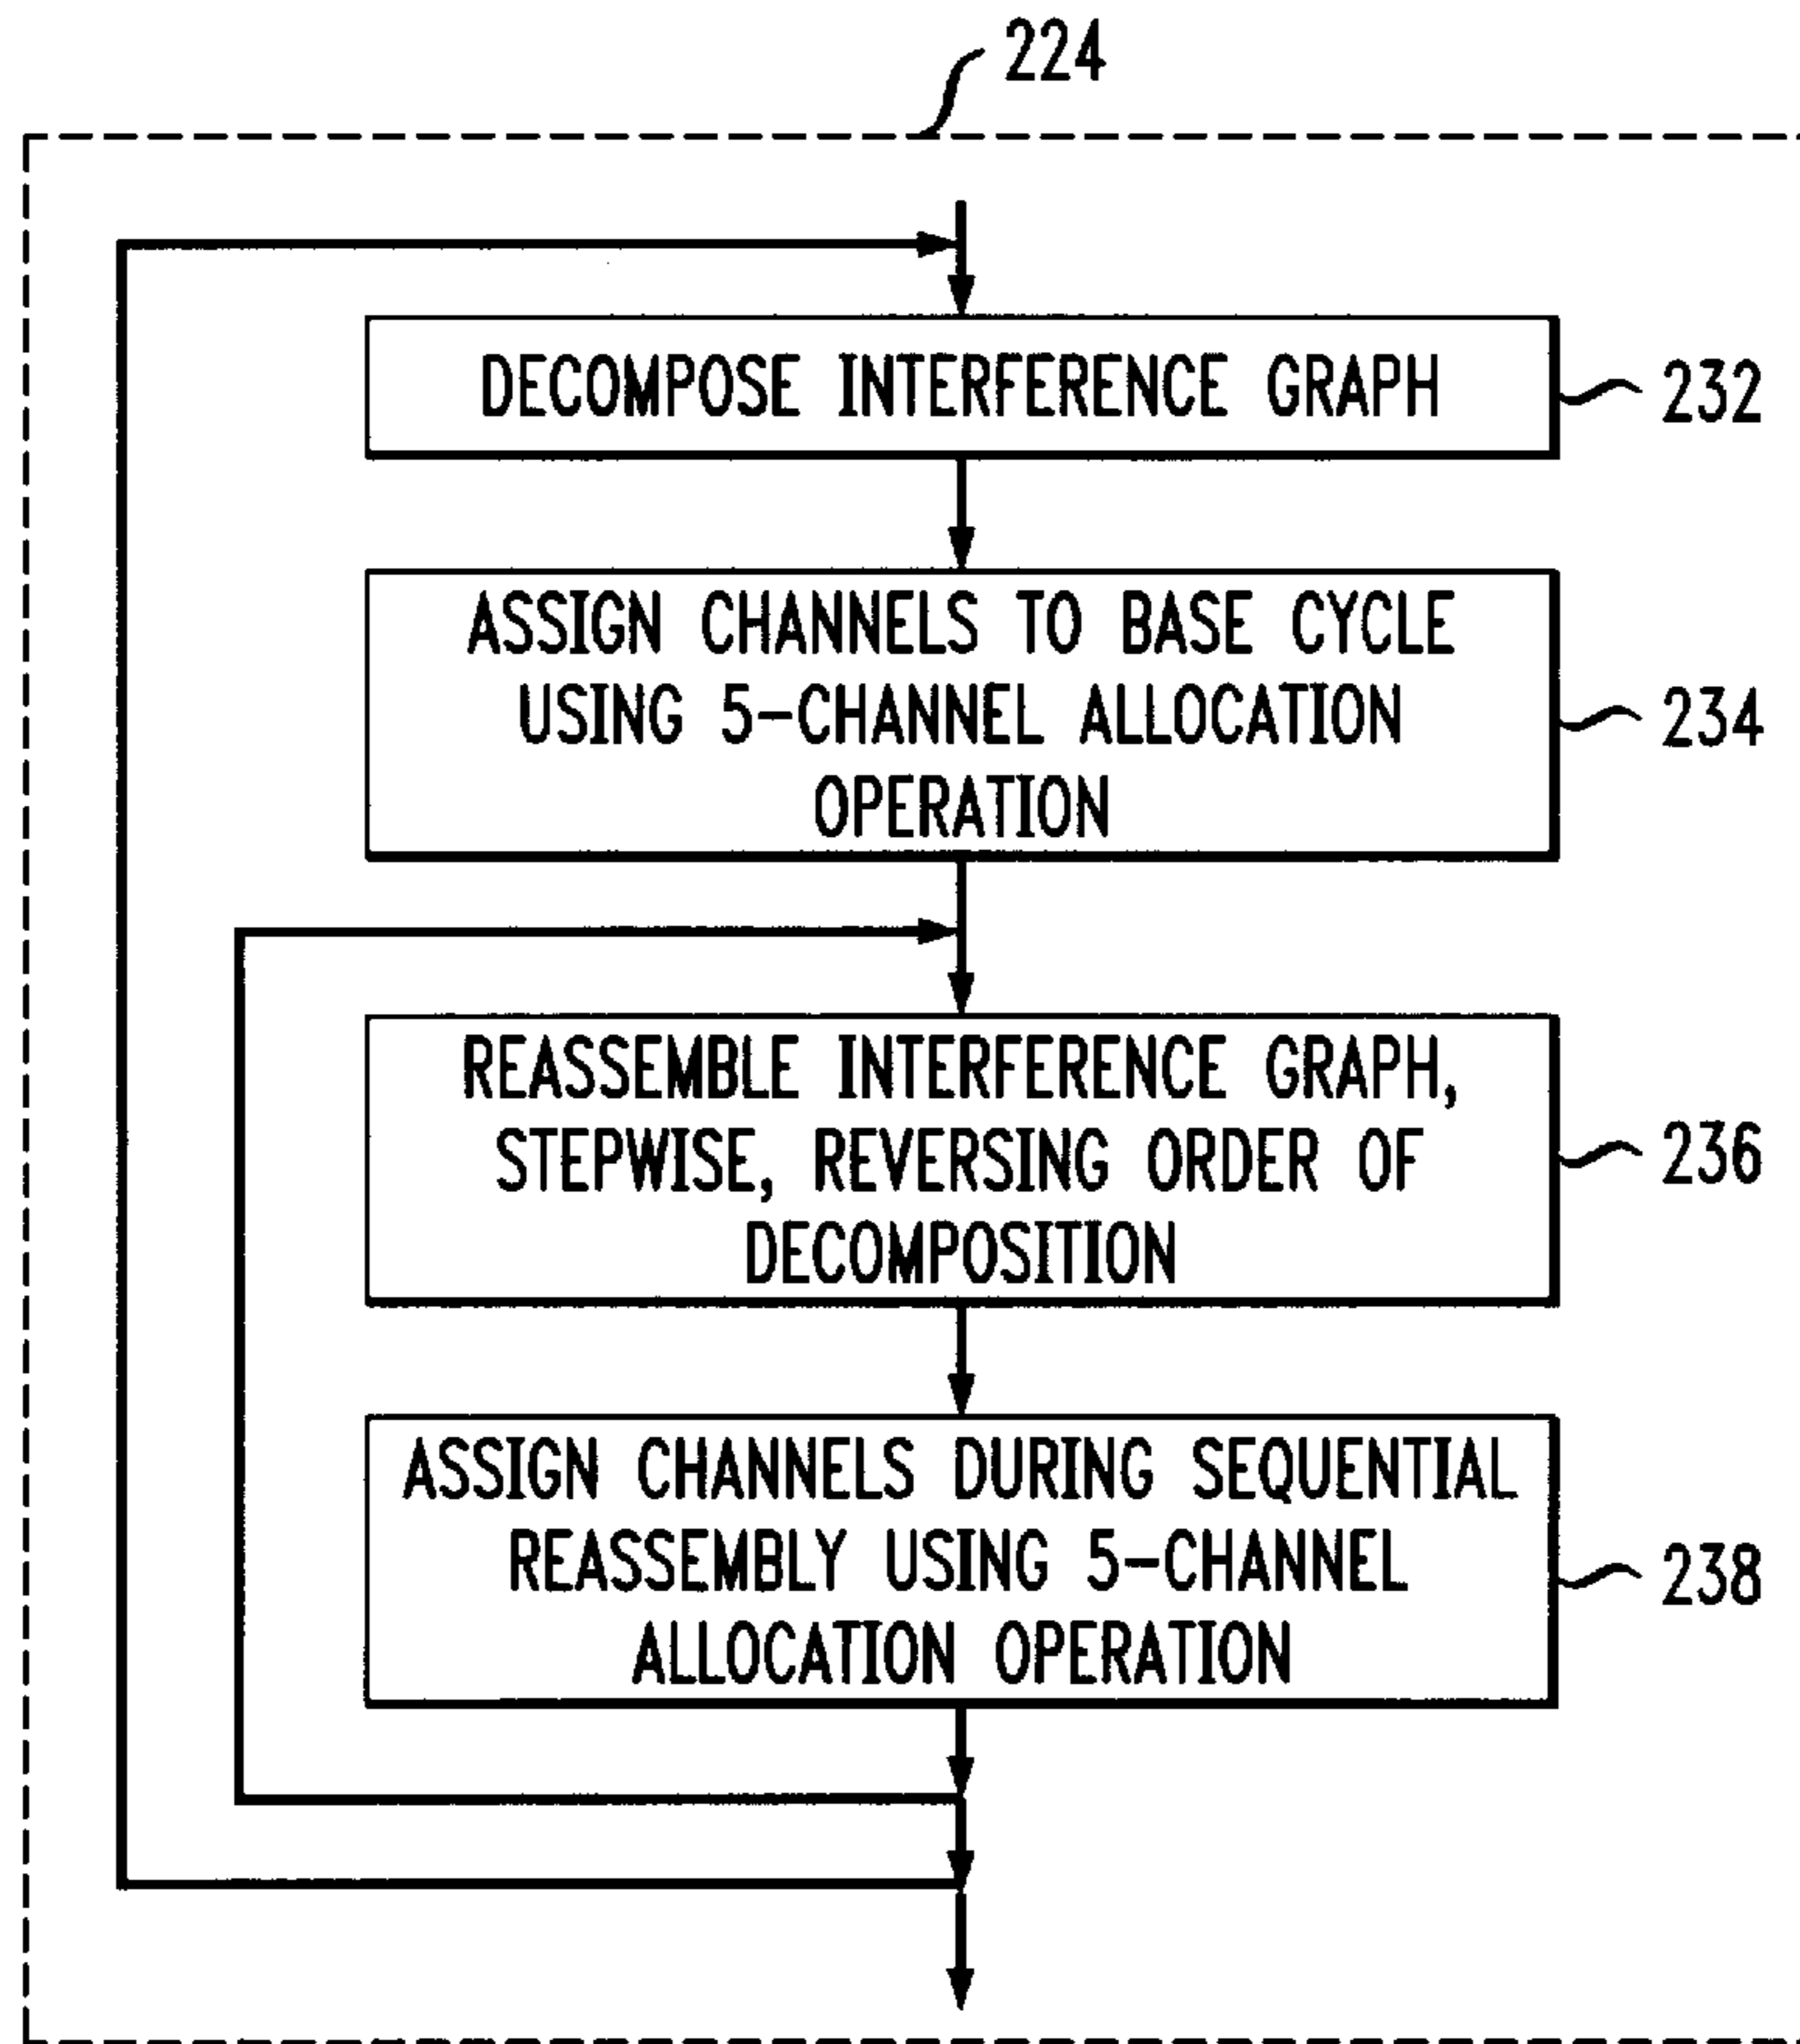 224
DECOMPOSE INTERFERENCE GRAPH
232
ASSIGN CHANNELS TO BASE CYCLE
USING 5-CHANNEL ALLOCATION
OPERATION
234
REASSEMBLE INTERFERENCE GRAPH,
STEPWISE, REVERSING ORDER OF
DECOMPOSITION
236
ASSIGN CHANNELS DURING SEQUENTIAL
REASSEMBLY USING 5-CHANNEL
ALLOCATION OPERATION
238